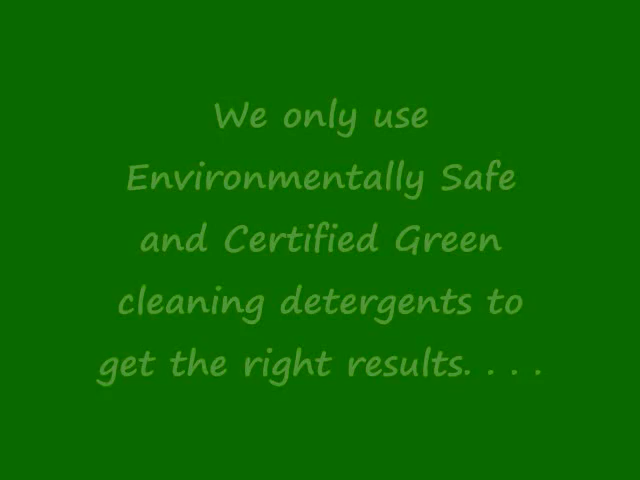 We only use
Environmentally Safe
and Certified Green
cleaning detergents to
get the right results. . . .